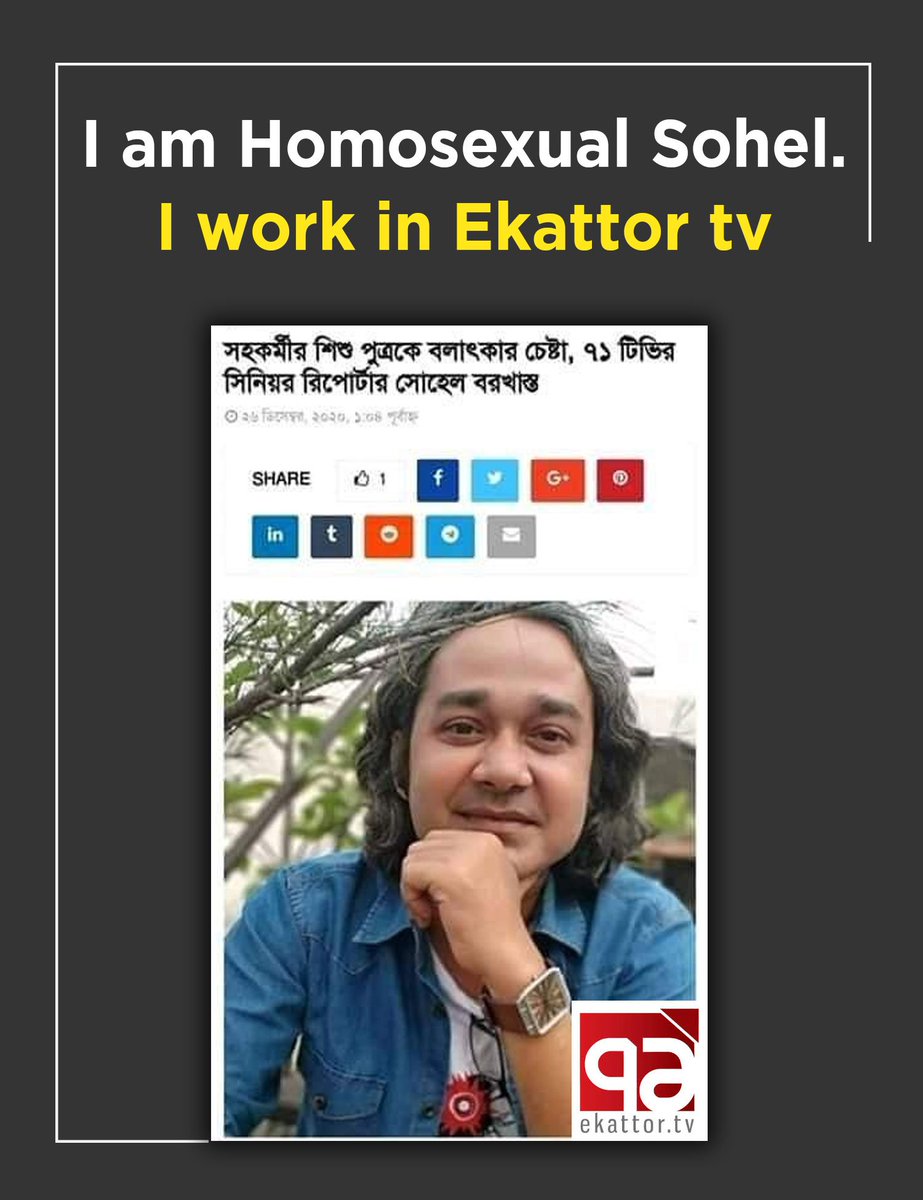 I am Homosexual Sohel.
I work in Ekattor tv
সহকর্মীর শিশু পুত্রকে বলাৎকার চেষ্টা, ৭১ টিভির
সিনিয়র রিপোর্টার সোহেল বরখাস্ত
২৬ ডিসেম্বর, ২০২০, ১:০৪ পূর্বাহ্ণ
SHARE 1 f G+
in t
৭১
ekattor.tv